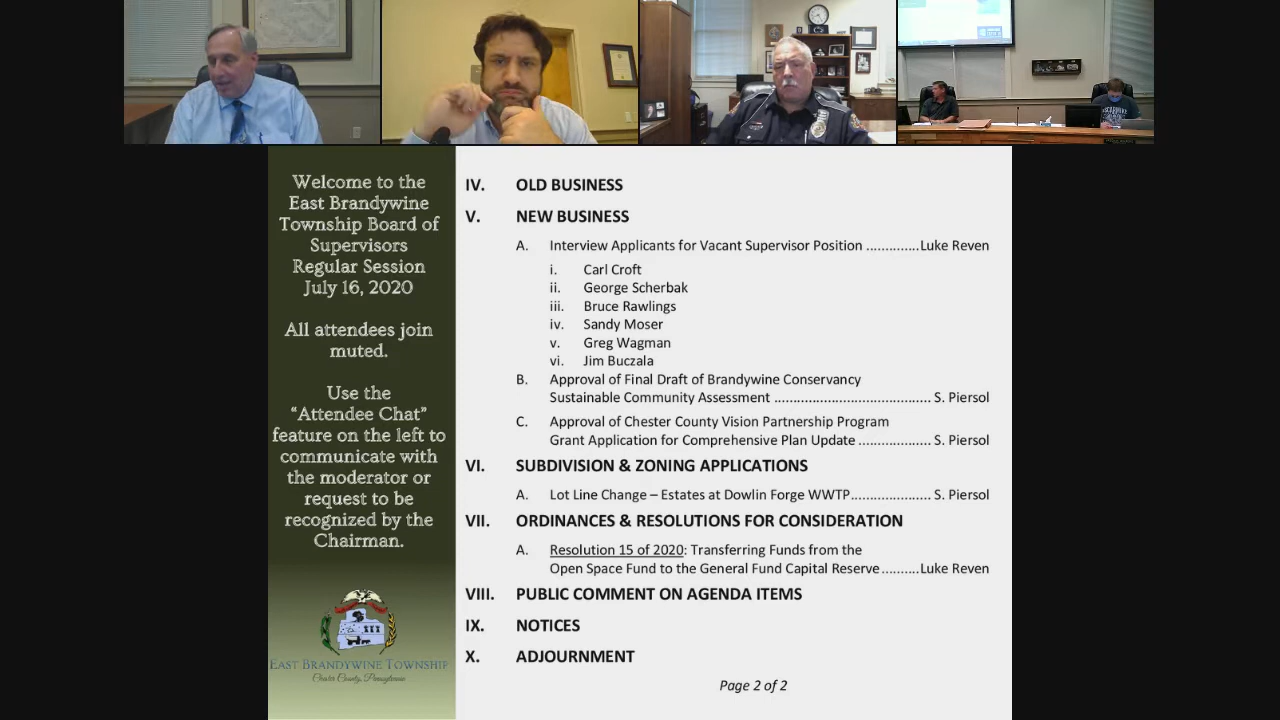 Welcome to the
East Brandywine
Township Board of
Supervisors
Regular Session
July 16, 2020
All attendees join
muted.
Use the
“Attendee Chat”
feature on the left to
communicate with
the moderator or
request to be
recognized by the
Chairman.
EAST BRANDYWINE TOWNSHIP
Chester County, Pennsylvania
IV. OLD BUSINESS
V. NEW BUSINESS
A. Interview Applicants for Vacant Supervisor Position .............Luke Reven
i. Carl Croft
ii. George Scherbak
iii. Bruce Rawlings
iv. Sandy Moser
v. Greg Wagman
vi. Jim Buczala
B. Approval of Final Draft of Brandywine Conservancy
Sustainable Community Assessment ..................................... S. Piersol
C. Approval of Chester County Vision Partnership Program
Grant Application for Comprehensive Plan Update ................. S. Piersol
VI. SUBDIVISION & ZONING APPLICATIONS
A. Lot Line Change – Estates at Dowlin Forge WWTP................... S. Piersol
VII. ORDINANCES & RESOLUTIONS FOR CONSIDERATION
A. Resolution 15 of 2020: Transferring Funds from the
Open Space Fund to the General Fund Capital Reserve.........Luke Reven
VIII. PUBLIC COMMENT ON AGENDA ITEMS
IX. NOTICES
X. ADJOURNMENT
Page 2 of 2